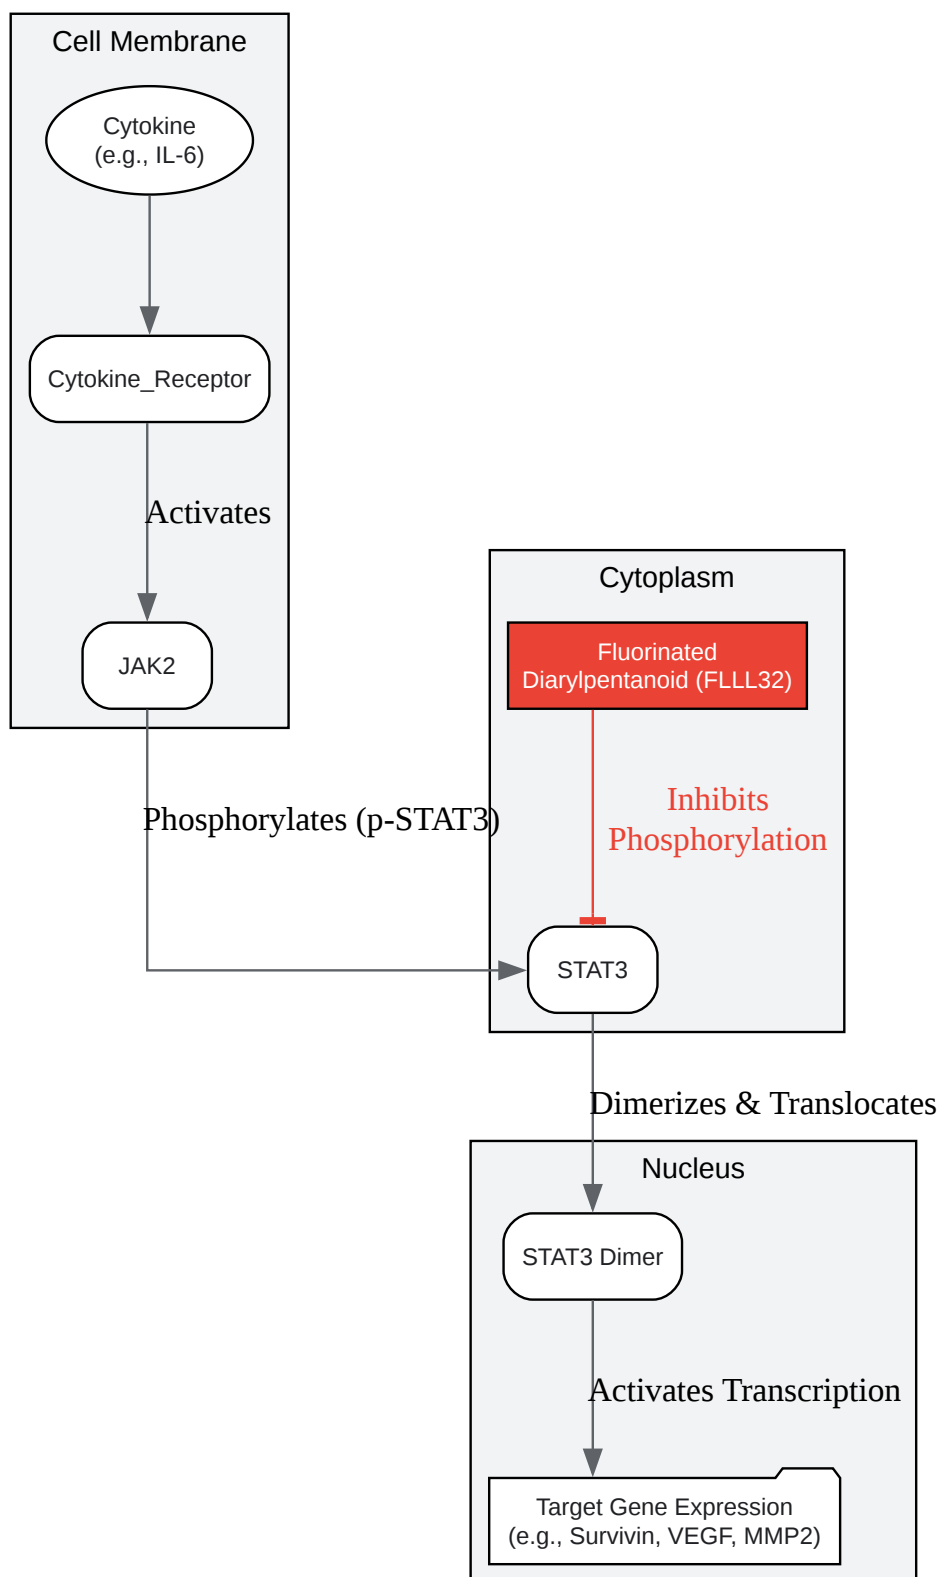 Cell Membrane
Cytokine
(e.g., IL-6)
Cytokine_Receptor
Activates
JAK2
Phosphorylates (p-STAT3)
Cytoplasm
Fluorinated
Diarylpentanoid (FLLL32)
Inhibits
Phosphorylation
STAT3
Dimerizes & Translocates
Nucleus
STAT3 Dimer
Activates Transcription
Target Gene Expression
(e.g., Survivin, VEGF, MMP2)